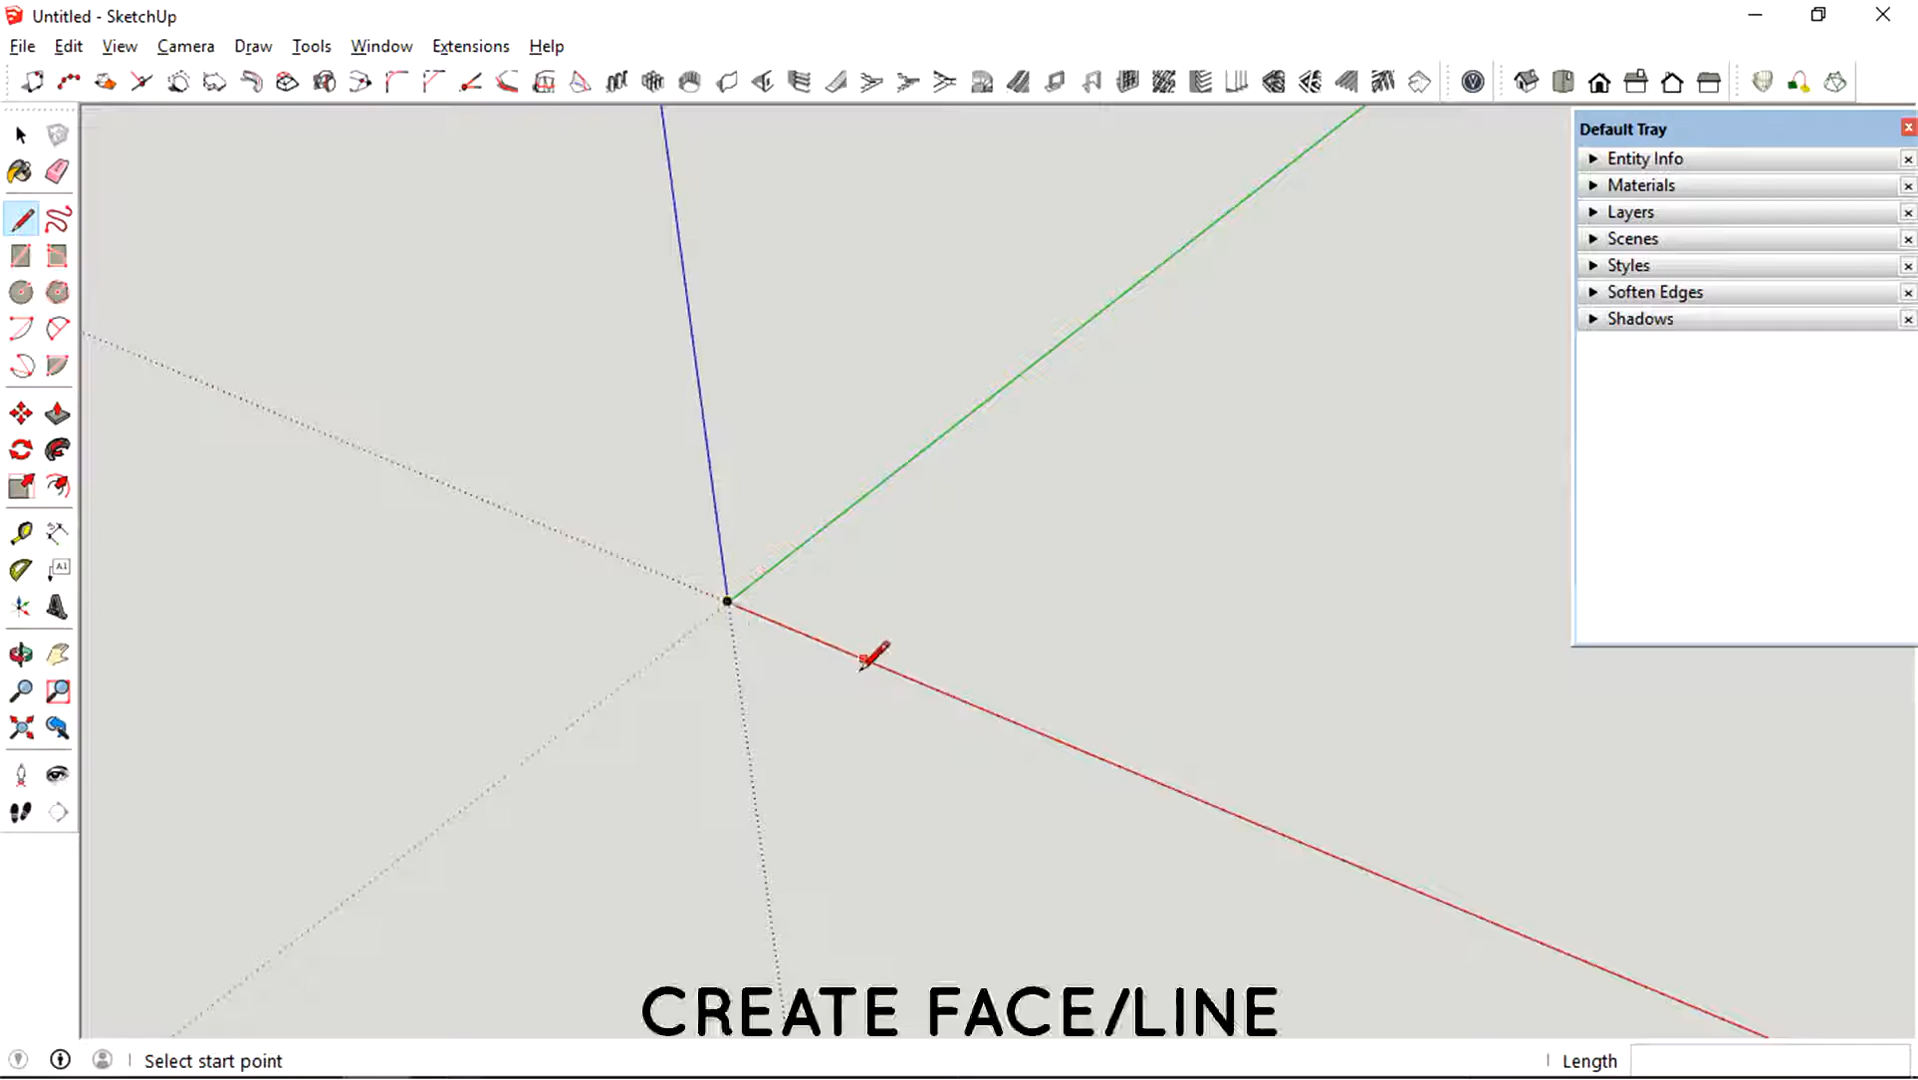 Untitled - SketchUp
File Edit View Camera Draw Tools Window Extensions Help
Default Tray
Entity Info
Materials
Layers
Scenes
Styles
Soften Edges
Shadows
A1
CREATE FACE/LINE
Select start point
Length